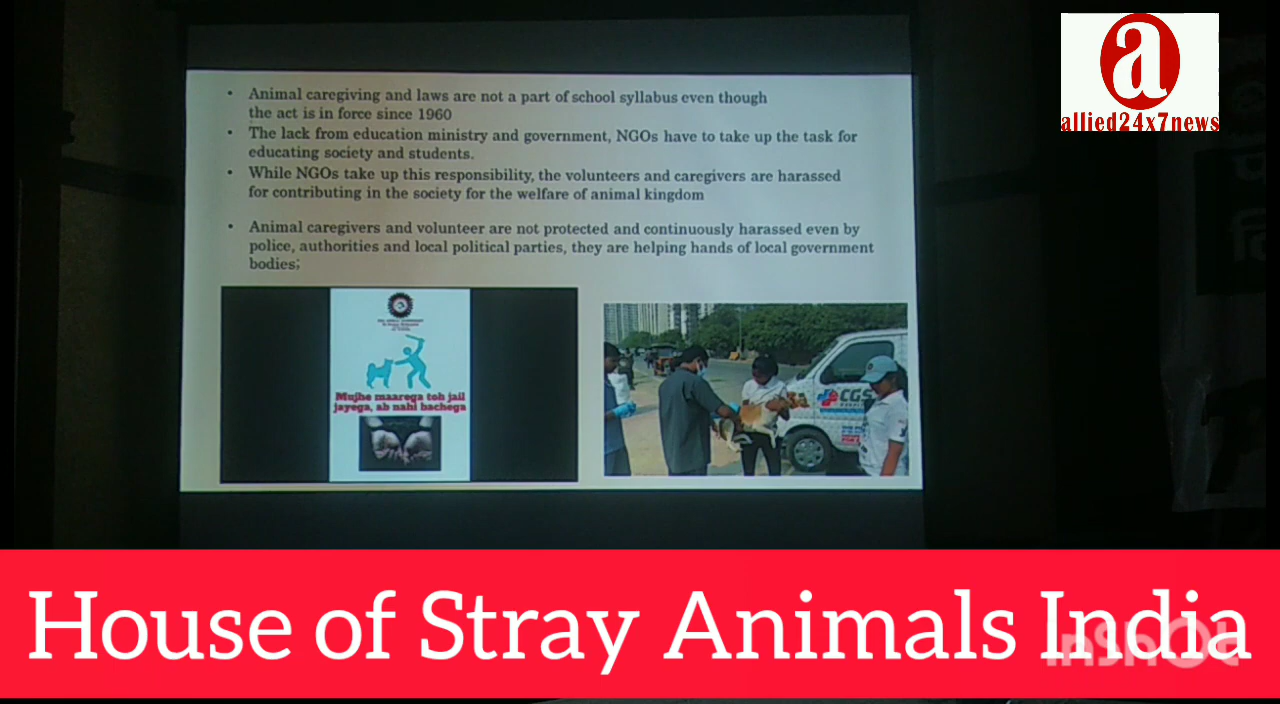 a
allied24x7news
• Animal caregiving and laws are not a part of school syllabus even though
the act is in force since 1960
• The lack from education ministry and government, NGOs have to take up the task for
educating society and students.
• While NGOs take up this responsibility, the volunteers and caregivers are harassed
for contributing in the society for the welfare of animal kingdom
• Animal caregivers and volunteer are not protected and continuously harassed even by
police, authorities and local political parties, they are helping hands of local government
bodies;
Mujhe maarega toh jail
jayega, ab nahi bachega
CGS
House of Stray Animals India
InShOt